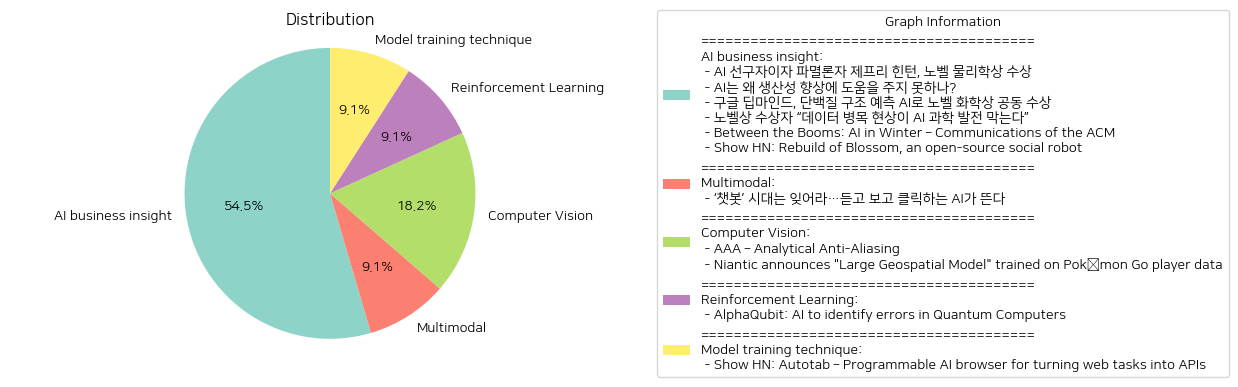 Distribution
Model training technique
Reinforcement Learning
9.1%
9.1%
54.5%
18.2%
AI business insight
Computer Vision
9.1%
Multimodal
Graph Information
========================================
AI business insight:
- AI 선구자이자 파멸론자 제프리 힌턴, 노벨 물리학상 수상
- AI는 왜 생산성 향상에 도움을 주지 못하나?
- 구글 딥마인드, 단백질 구조 예측 AI로 노벨 화학상 공동 수상
- 노벨상 수상자 “데이터 병목 현상이 AI 과학 발전 막는다”
- Between the Booms: AI in Winter – Communications of the ACM
- Show HN: Rebuild of Blossom, an open-source social robot
========================================
Multimodal:
- ‘챗봇’ 시대는 잊어라…듣고 보고 클릭하는 AI가 뜬다
========================================
Computer Vision:
- AAA – Analytical Anti-Aliasing
- Niantic announces "Large Geospatial Model" trained on Pok□mon Go player data
========================================
Reinforcement Learning:
- AlphaQubit: AI to identify errors in Quantum Computers
========================================
Model training technique:
- Show HN: Autotab – Programmable AI browser for turning web tasks into APIs